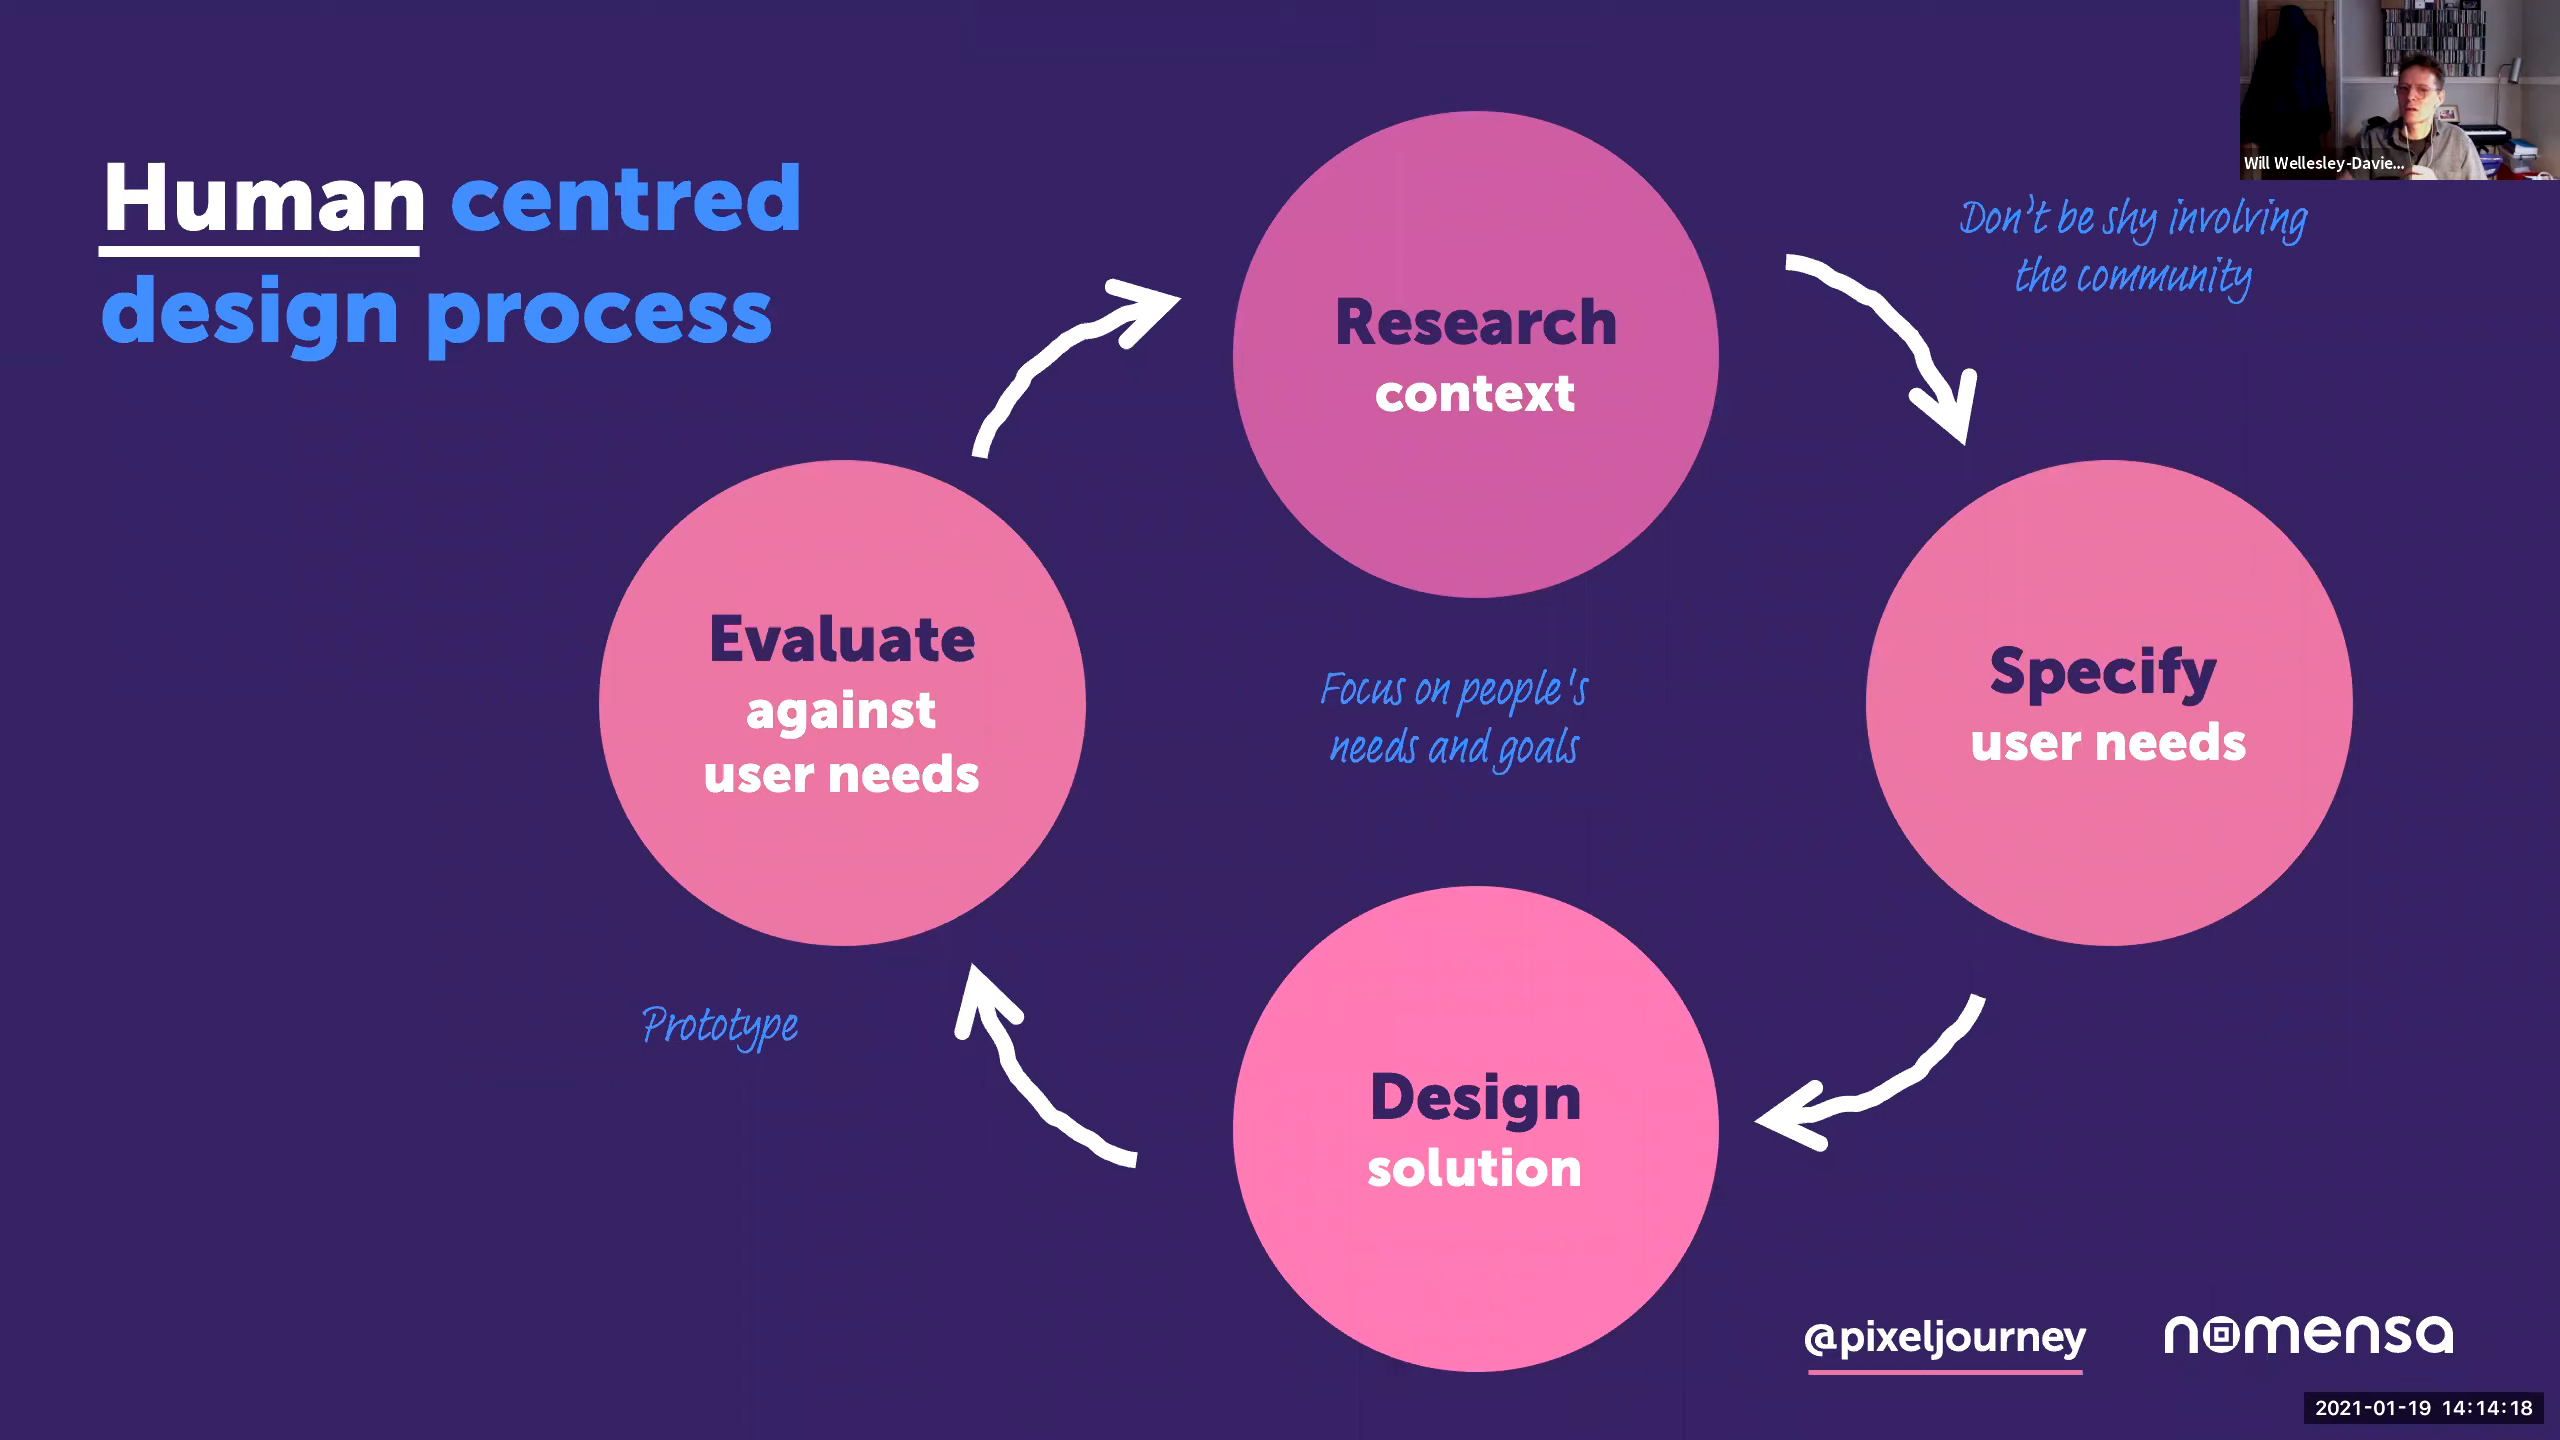 Human centred
design process
Will Wellesley-Davie...
Don't be shy involving
the community
Research
context
Evaluate
against
user needs
Focus on people's
needs and goals
Specify
user needs
Prototype
Design
solution
@pixeljourney
nomensa
2021-01-19 14:14:18